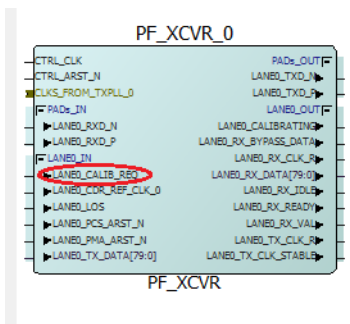 PF_XCVR_0
CTRL_CLK
CTRL_ARST_N
CLKS_FROM_TXPLL_0
PADs_IN
LANE0_RXD_N
LANE0_RXD_P
LANE0_IN
LANE0_CALIB_REQ
LANE0_CDR_REF_CLK_0
LANE0_LOS
LANE0_PCS_ARST_N
LANE0_PMA_ARST_N
LANE0_TX_DATA[79:0]
PADs_OUT
LANE0_TXD_N
LANE0_TXD_P
LANE0_OUT
LANE0_CALIBRATING
LANE0_RX_BYPASS_DATA
LANE0_RX_CLK_R
LANE0_RX_DATA[79:0]
LANE0_RX_IDLE
LANE0_RX_READY
LANE0_RX_VAL
LANE0_TX_CLK_R
LANE0_TX_CLK_STABLE
PF_XCVR